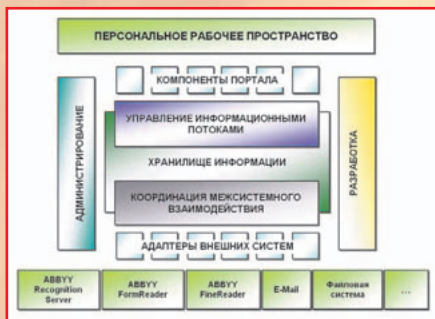 ПЕРСОНАЛЬНОЕ РАБОЧЕЕ ПРОСТРАНСТВО
КОМПОНЕНТЫ ПОРТАЛА
АДМИНИСТРИРОВАНИЕ
УПРАВЛЕНИЕ ИНФОРМАЦИОННЫМИ
ПОТОКАМИ
ХРАНИЛИЩЕ ИНФОРМАЦИИ
КООРДИНАЦИЯ МЕЖСИСТЕМНОГО
ВЗАИМОДЕЙСТВИЯ
РАЗРАБОТКА
АДАПТЕРЫ ВНЕШНИХ СИСТЕМ
ABBYY
Recognition
Server
ABBYY
FormReader
ABBYY
FineReader
E-Mail
Файловая
система
...